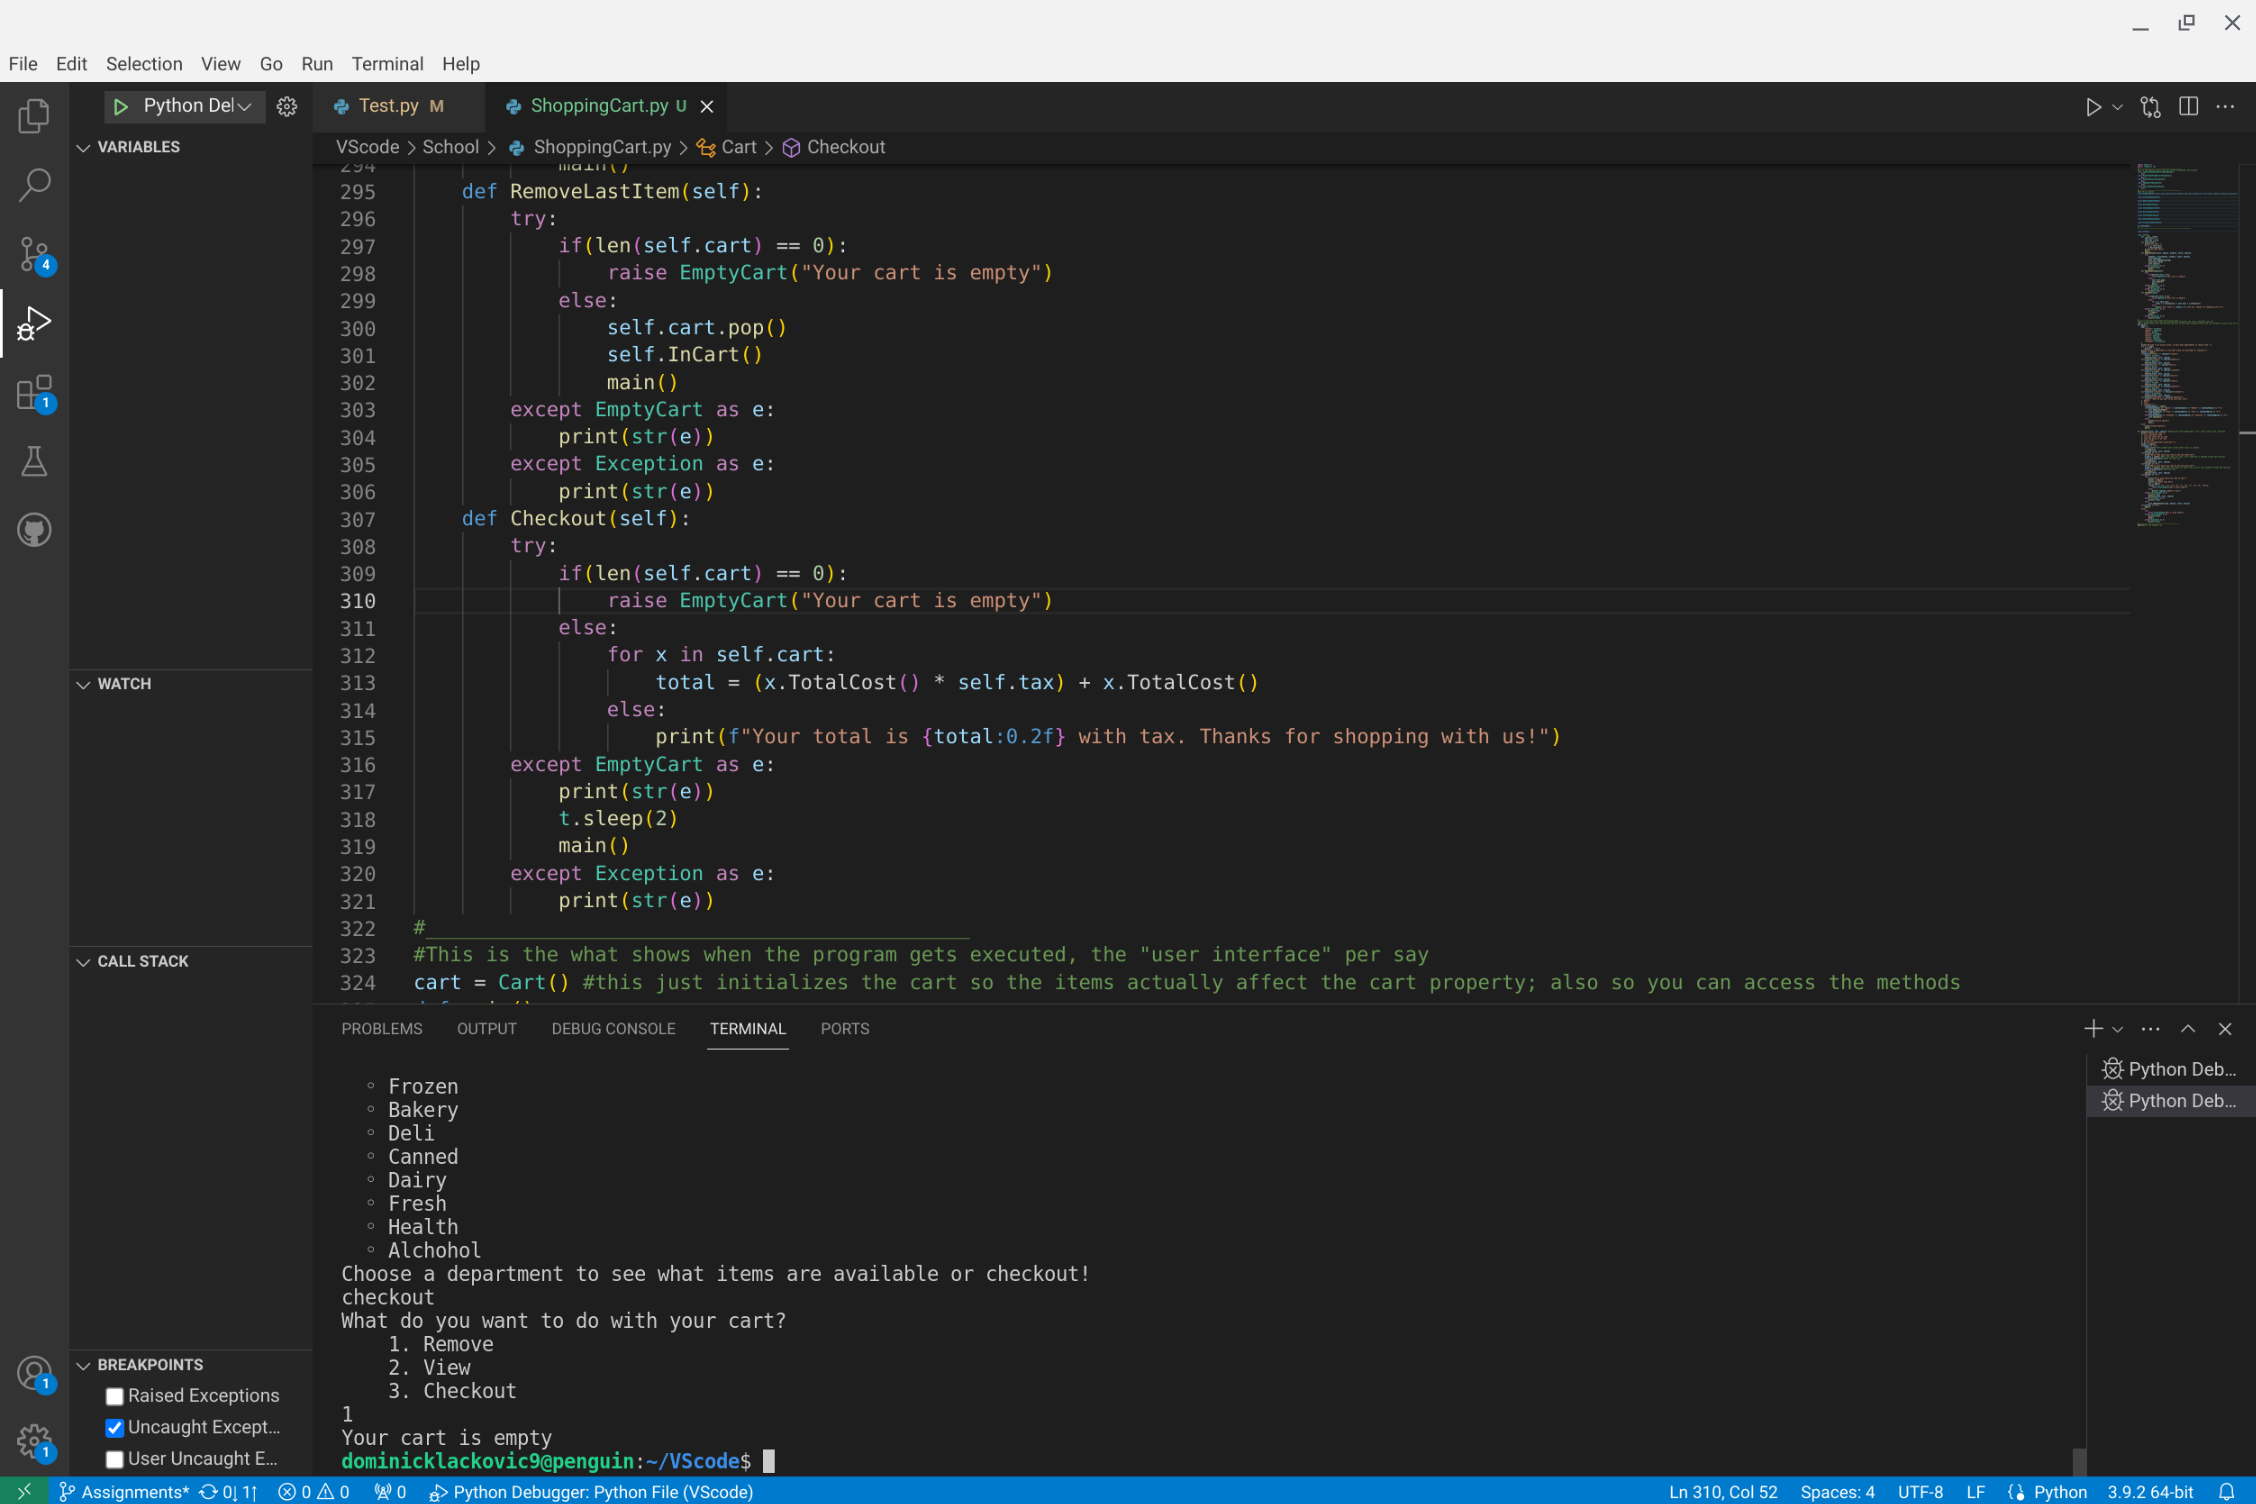 File Edit Selection View Go Run Terminal Help
Python Del
Test.py M
ShoppingCart.py U
VARIABLES
VScode > School > ShoppingCart.py > Cart > Checkout
294 main()
295 def RemoveLastItem(self):
296 try:
297 if(len(self.cart) == 0):
298 raise EmptyCart("Your cart is empty")
299 else:
300 self.cart.pop()
301 self.InCart()
302 main()
303 except EmptyCart as e:
304 print(str(e))
305 except Exception as e:
306 print(str(e))
307 def Checkout(self):
308 try:
309 if(len(self.cart) == 0):
310 raise EmptyCart("Your cart is empty")
311 else:
312 for x in self.cart:
313 total = (x.TotalCost() * self.tax) + x.TotalCost()
314 else:
315 print(f"Your total is {total:0.2f} with tax. Thanks for shopping with us!")
316 except EmptyCart as e:
317 print(str(e))
318 t.sleep(2)
319 main()
320 except Exception as e:
321 print(str(e))
322 #_____________________________________________
323 #This is the what shows when the program gets executed, the "user interface" per say
324 cart = Cart() #this just initializes the cart so the items actually affect the cart property; also so you can access the methods
4
1
WATCH
CALL STACK
BREAKPOINTS
Raised Exceptions
Uncaught Except...
User Uncaught E...
1
1
PROBLEMS OUTPUT DEBUG CONSOLE TERMINAL PORTS
Python Deb...
Python Deb...
◦ Frozen
◦ Bakery
◦ Deli
◦ Canned
◦ Dairy
◦ Fresh
◦ Health
◦ Alchohol
Choose a department to see what items are available or checkout!
checkout
What do you want to do with your cart?
1. Remove
2. View
3. Checkout
1
Your cart is empty
dominicklackovic9@penguin:~/VScode$
Assignments* 0↓ 1↑ 0 0 0 Python Debugger: Python File (VScode) Ln 310, Col 52 Spaces: 4 UTF-8 LF Python 3.9.2 64-bit